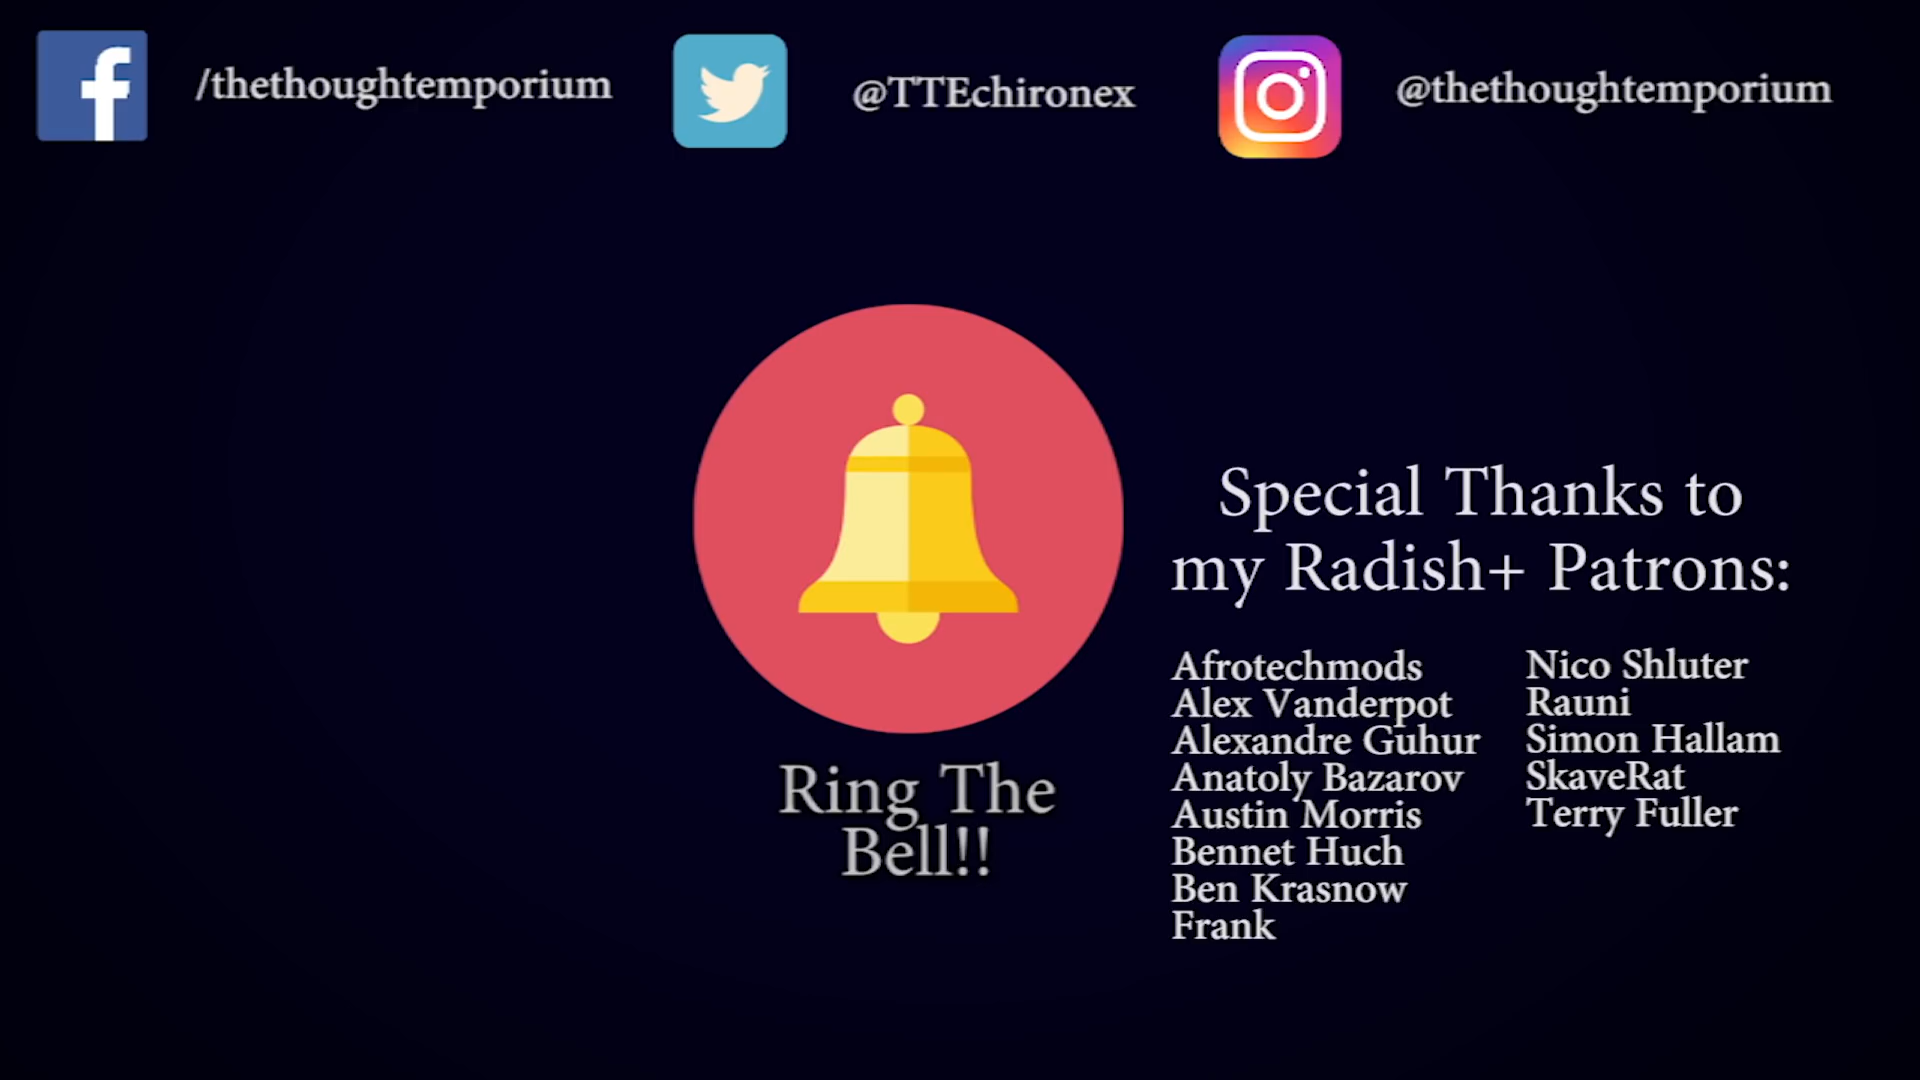 /thethoughtemporium
@TTEchironex
@thethoughtemporium
Ring The
Bell!!
Special Thanks to
my Radish+ Patrons:
Afrotechmods
Alex Vanderpot
Alexandre Guhur
Anatoly Bazarov
Austin Morris
Bennet Huch
Ben Krasnow
Frank
Nico Shluter
Rauni
Simon Hallam
SkaveRat
Terry Fuller